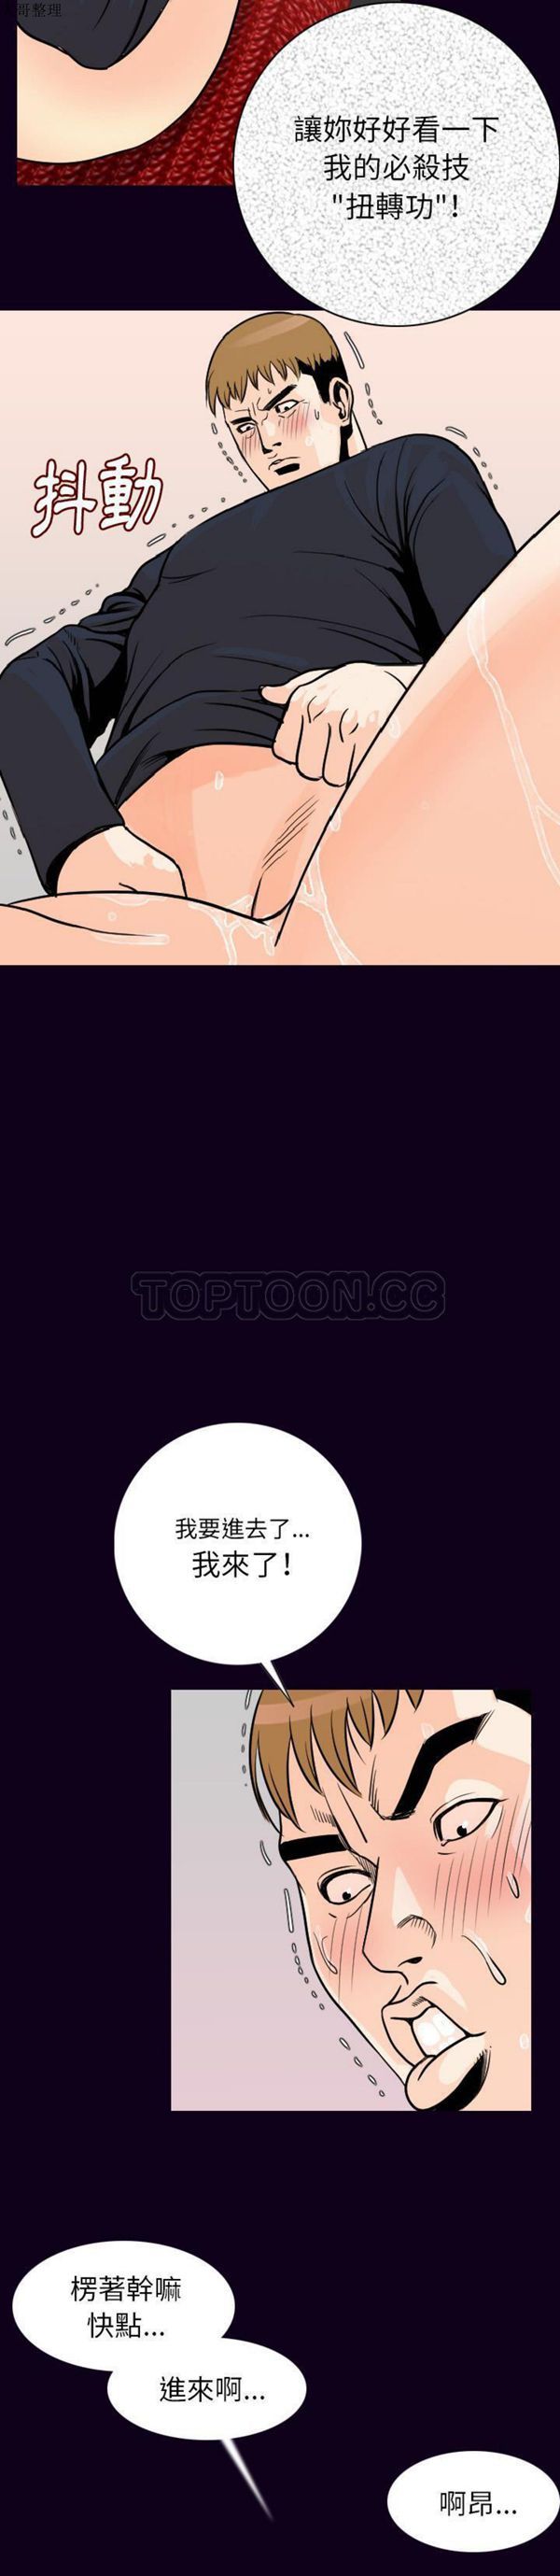 哥整理
讓妳好好看一下
我的必殺技
"扭轉功"!
抖動
TOPTOON.CC
我要進去了...
我來了!
楞著幹嘛
快點...
進來啊...
啊昂...